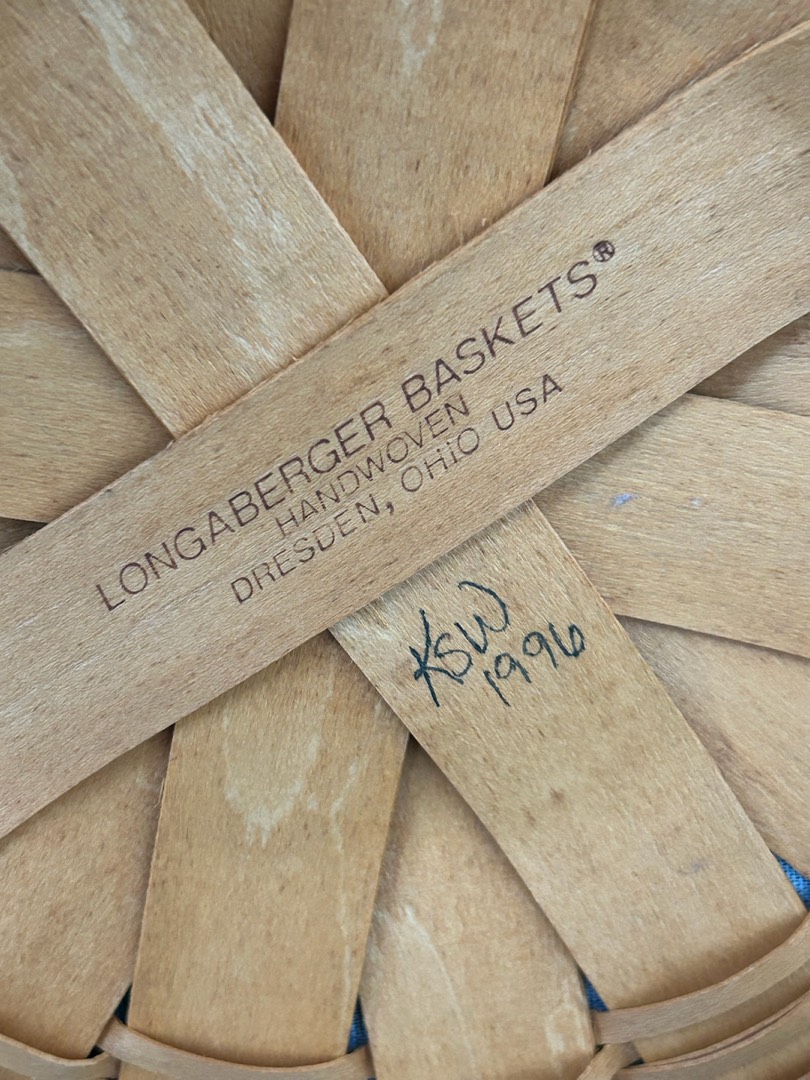 LONGABERGER BASKETS®
HANDWOVEN
DRESDEN, OHiO USA
KSW
1996